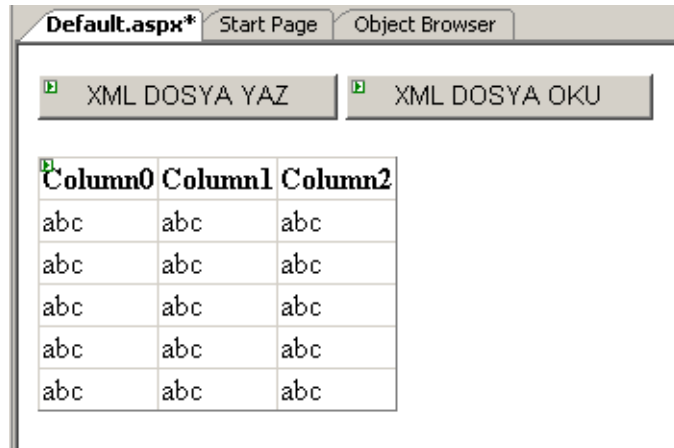 Default.aspx* Start Page Object Browser
XML DOSYA YAZ XML DOSYA OKU
Column0 Column1 Column2
abc abc abc
abc abc abc
abc abc abc
abc abc abc
abc abc abc